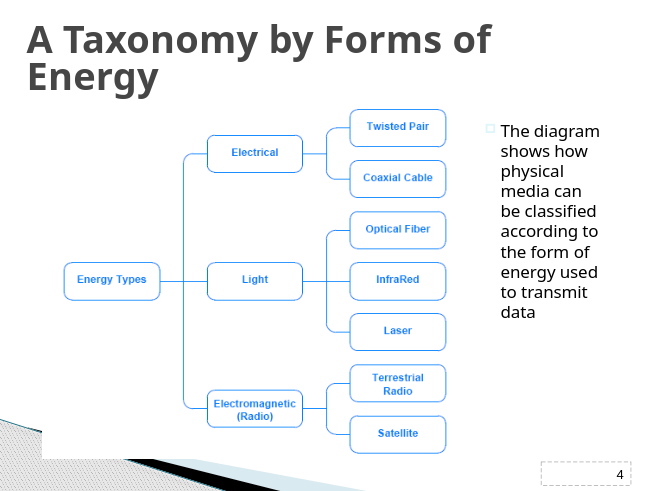 A Taxonomy by Forms of
Energy
Energy Types
Electrical
Twisted Pair
Coaxial Cable
Light
Optical Fiber
InfraRed
Laser
Electromagnetic
(Radio)
Terrestrial
Radio
Satellite
The diagram
shows how
physical
media can
be classified
according to
the form of
energy used
to transmit
data
4